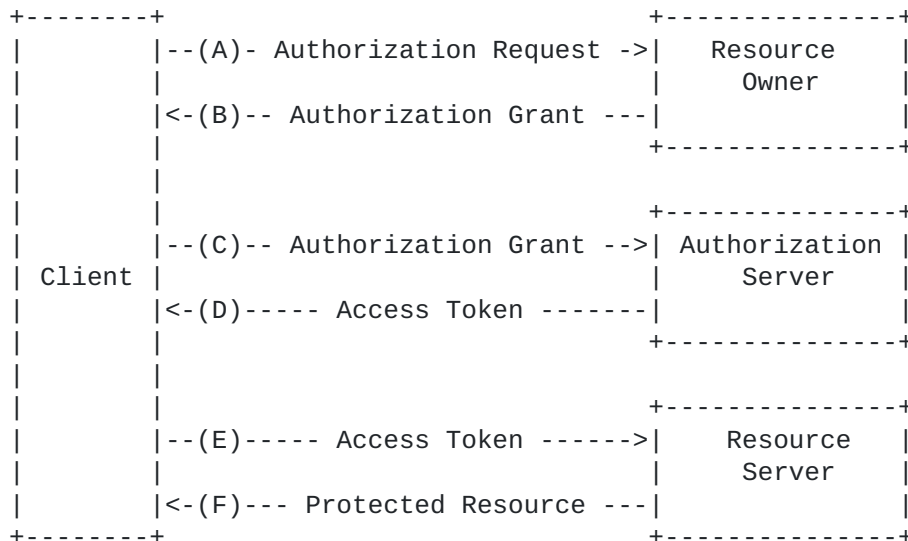 +--------+                               +---------------+
|        |--(A)- Authorization Request ->|   Resource    |
|        |                               |     Owner     |
|        |<-(B)-- Authorization Grant ---|               |
|        |                               +---------------+
|        |
|        |                               +---------------+
|        |--(C)-- Authorization Grant -->| Authorization |
| Client |                               |     Server    |
|        |<-(D)----- Access Token -------|               |
|        |                               +---------------+
|        |
|        |                               +---------------+
|        |--(E)----- Access Token ------>|    Resource   |
|        |                               |     Server    |
|        |<-(F)--- Protected Resource ---|               |
+--------+                               +---------------+